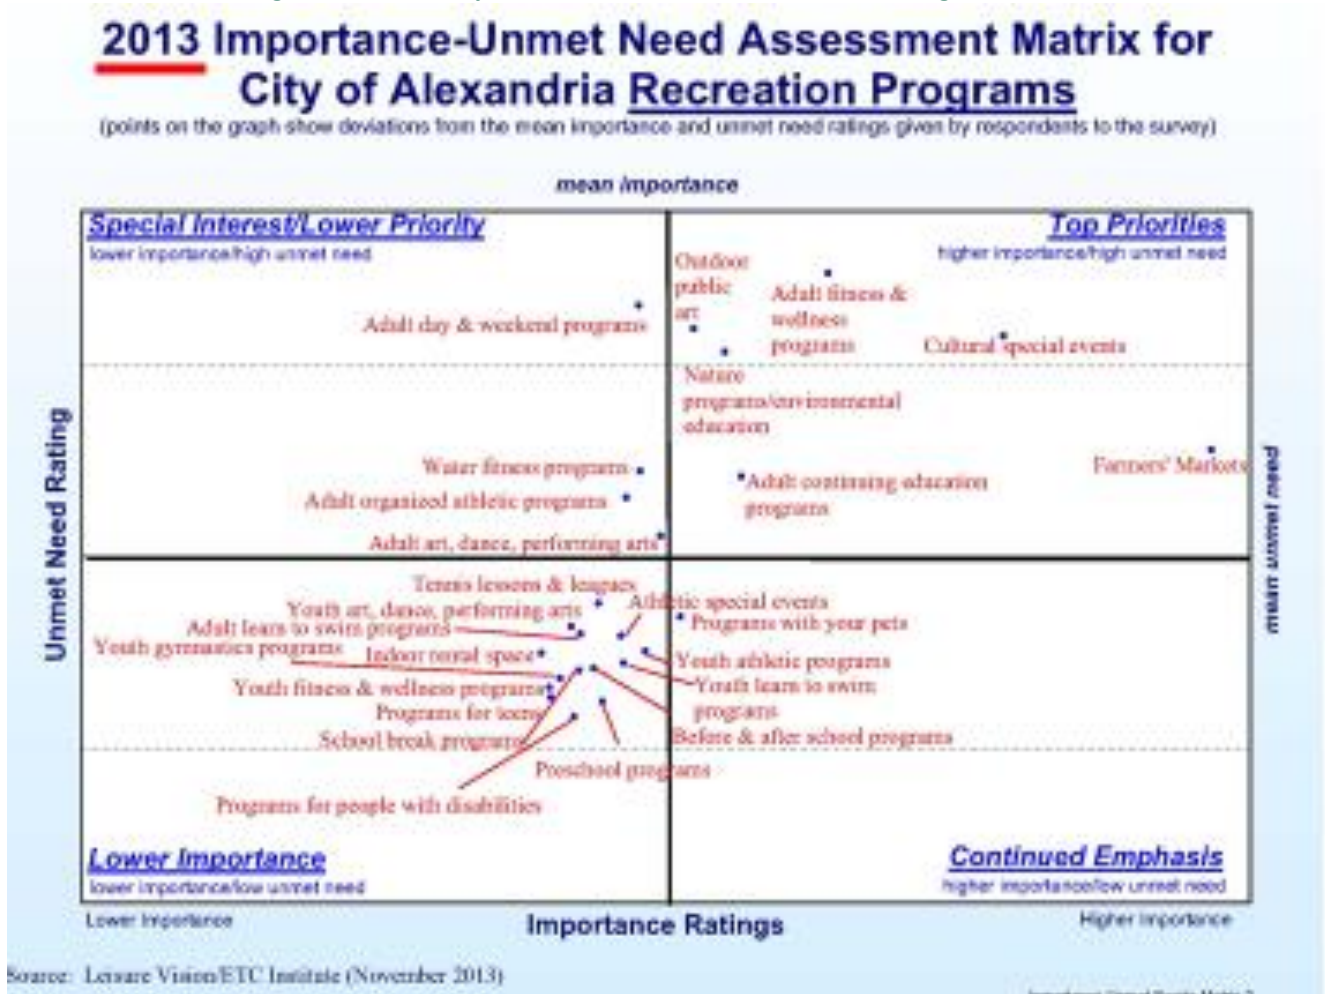 2013 Importance-Unmet Need Assessment Matrix for
City of Alexandria Recreation Programs
(points on the graph show deviations from the mean importance and unmet need ratings given by respondents to the survey)
mean importance
Special Interest/Lower Priority
lower importance/high unmet need
Top Priorities
higher importance/high unmet need
Outdoor
public
art
Adult fitness &
wellness
programs
Adult day & weekend programs
Cultural special events
Nature
programs/environmental
education
Water fitness programs
Farmers' Markets
Adult organized athletic programs
Adult continuing education
programs
Adult art, dance, performing arts
Unmet Need Rating
mean unmet need
Tennis lessons & leagues
Youth art, dance, performing arts
Athletic special events
Adult learn to swim programs
Programs with your pets
Youth gymnastics programs
Indoor rental space
Youth athletic programs
Youth fitness & wellness programs
Youth learn to swim
programs
Programs for teens
School break programs
Before & after school programs
Preschool programs
Programs for people with disabilities
Lower Importance
lower importance/low unmet need
Continued Emphasis
higher importance/low unmet need
Lower Importance
Importance Ratings
Higher Importance
Source: Leisure Vision/ETC Institute (November 2013)